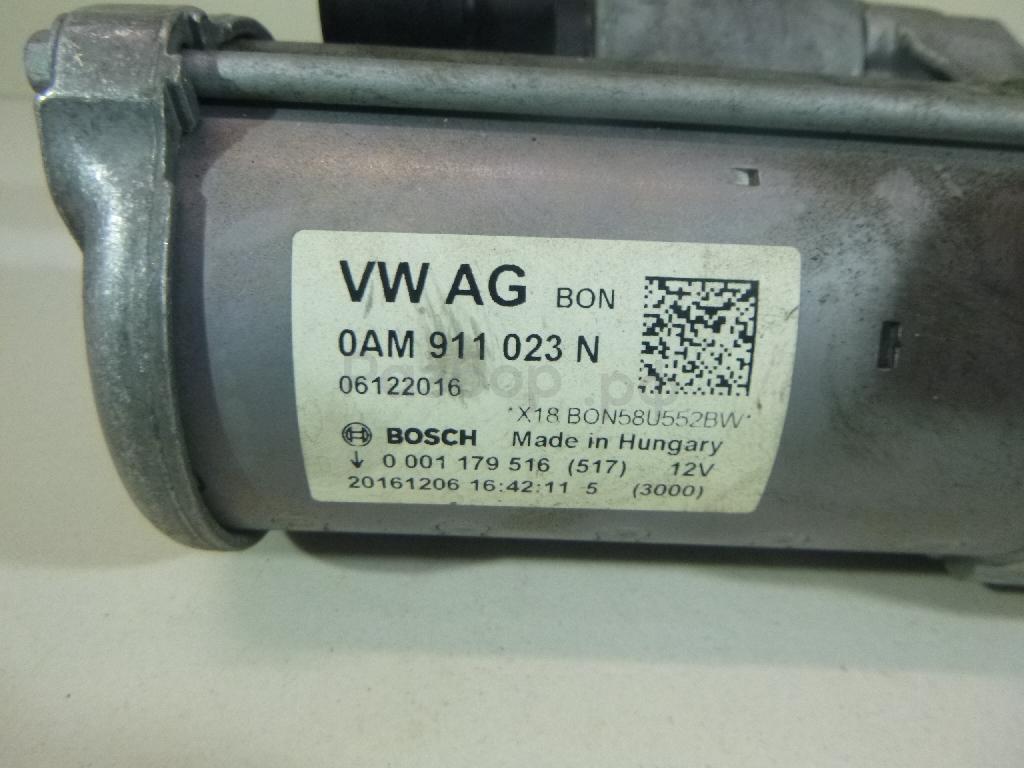 VW AG BON
0AM 911 023 N
06122016
*X18 BON58U552BW*
BOSCH Made in Hungary
↓ 0 001 179 516 (517) 12V
20161206 16:42:11 5 (3000)